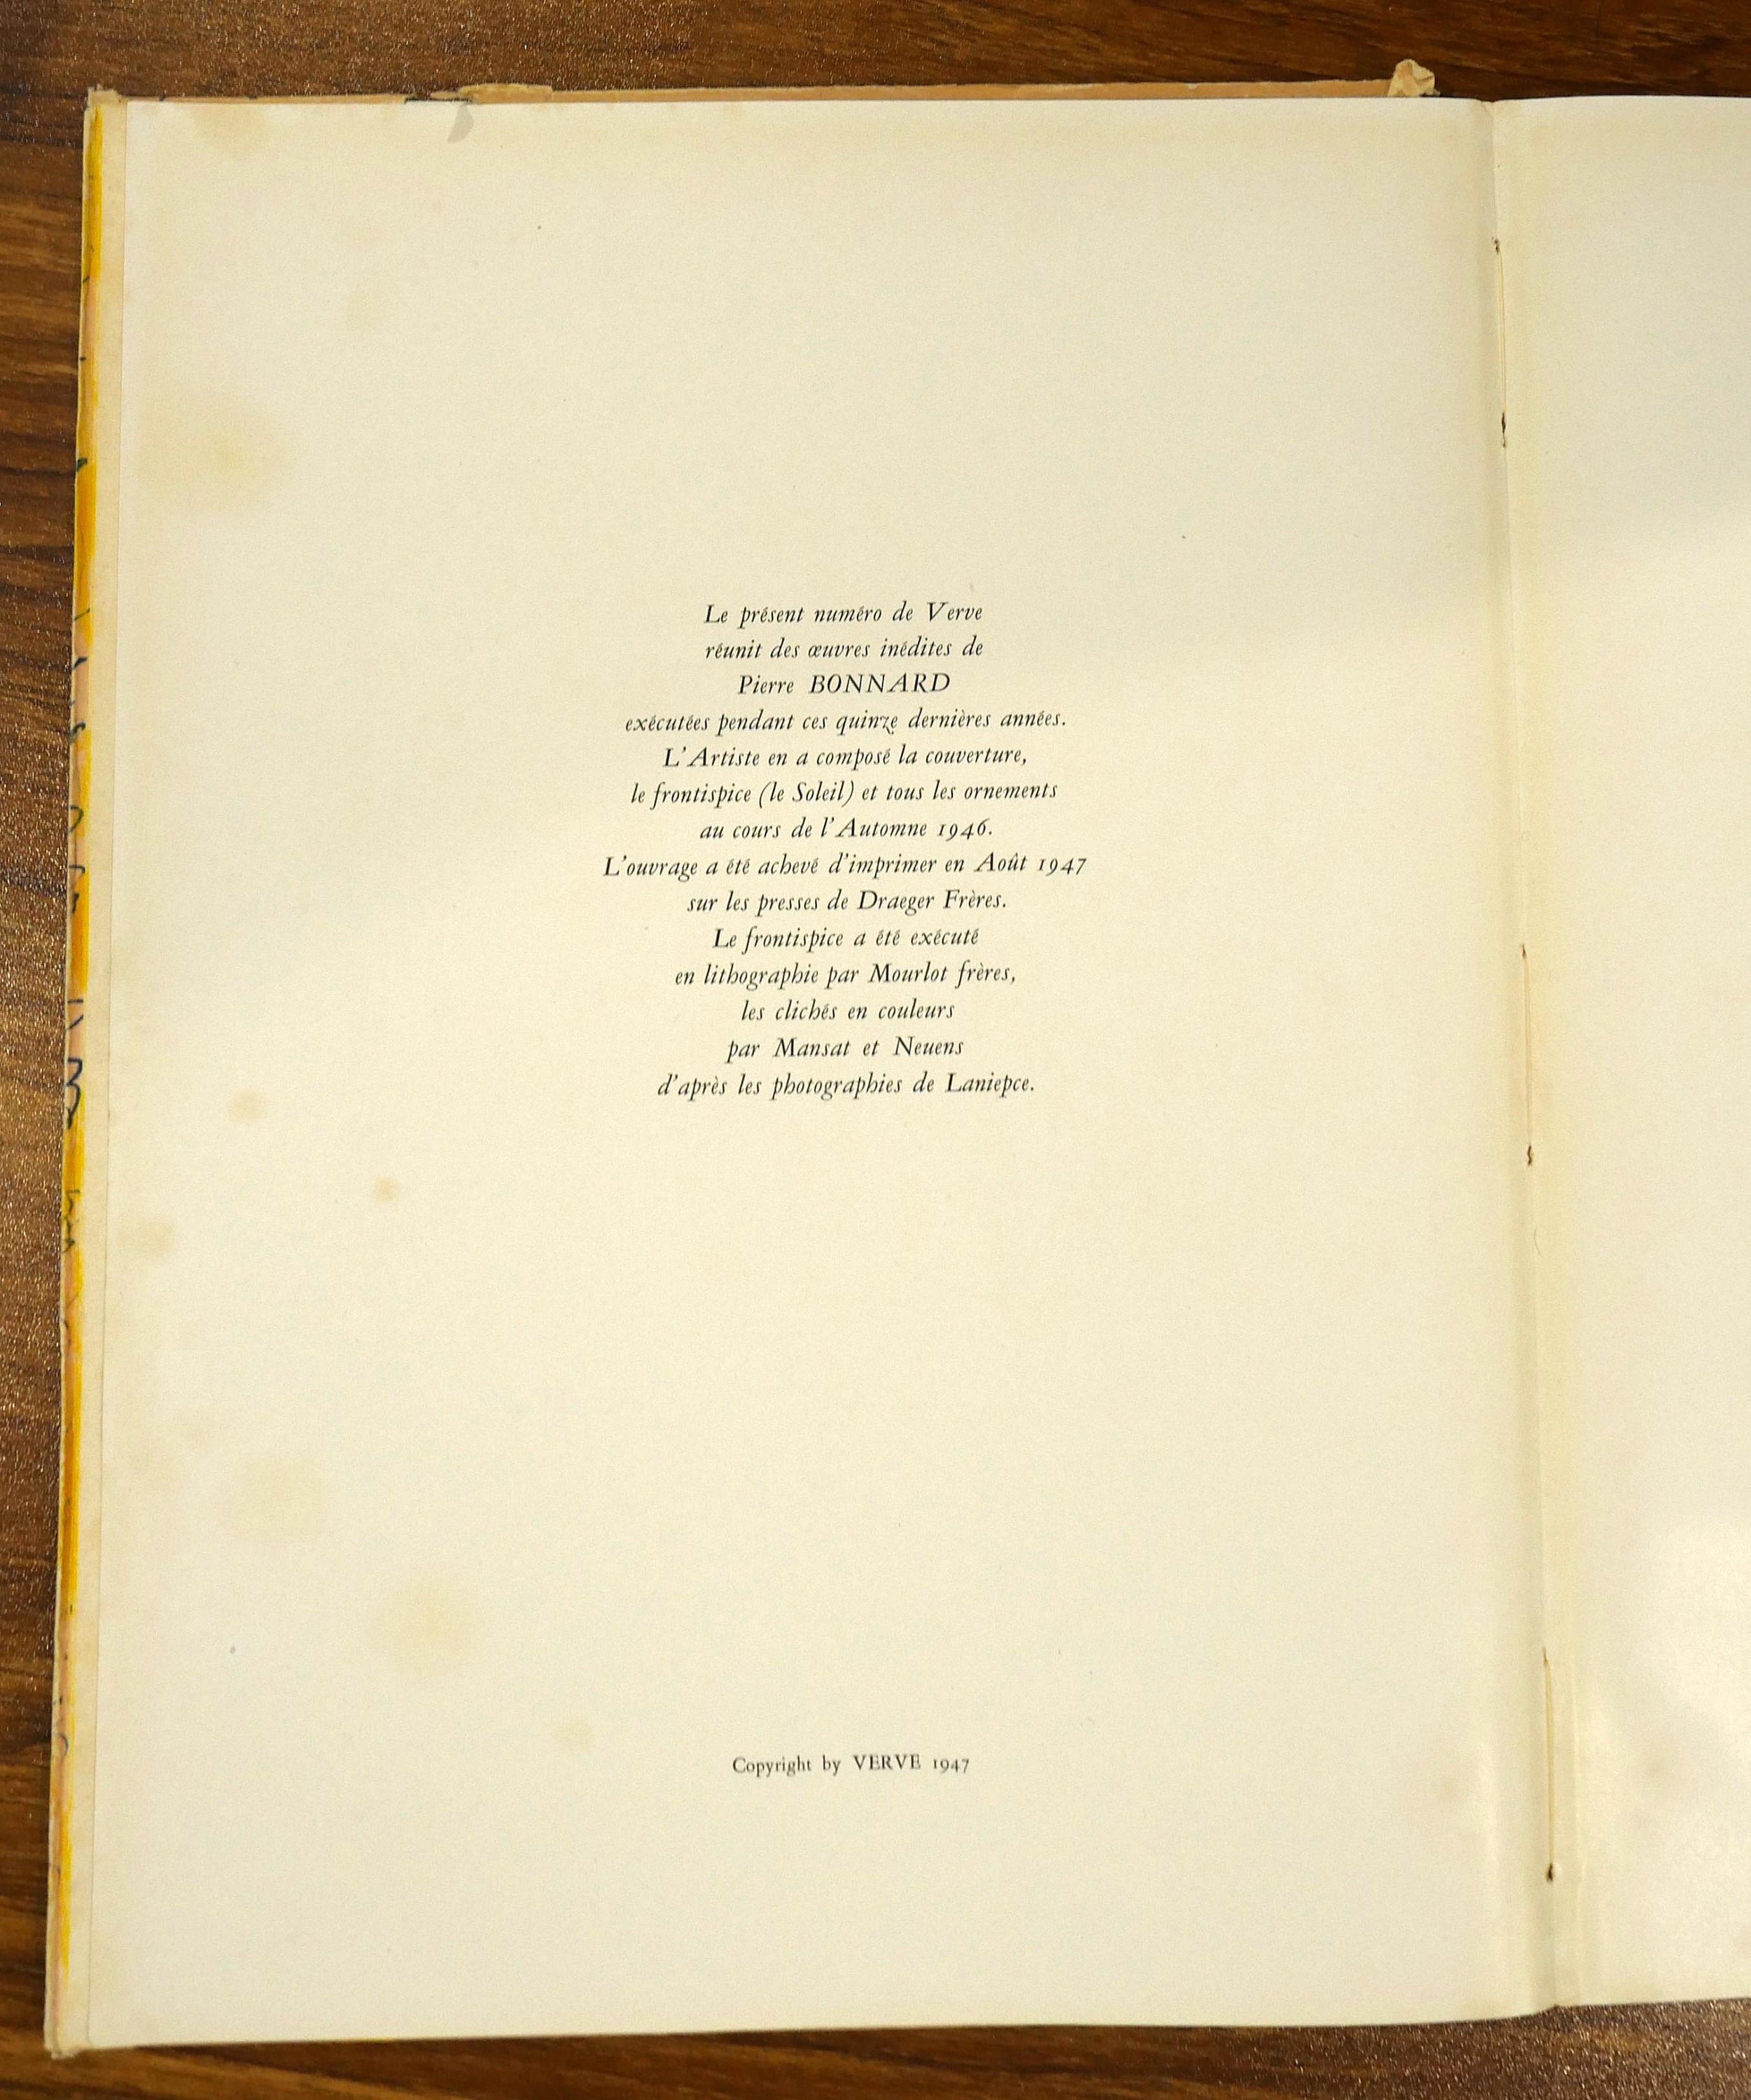 Le présent numéro de Verve
réunit des œuvres inédites de
Pierre BONNARD
exécutées pendant ces quinze dernières années.
L'Artiste en a composé la couverture,
le frontispice (le Soleil) et tous les ornements
au cours de l'Automne 1946.
L'ouvrage a été achevé d'imprimer en Août 1947
sur les presses de Draeger Frères.
Le frontispice a été exécuté
en lithographie par Mourlot frères,
les clichés en couleurs
par Mansat et Neuens
d'après les photographies de Laniepce.
Copyright by VERVE 1947